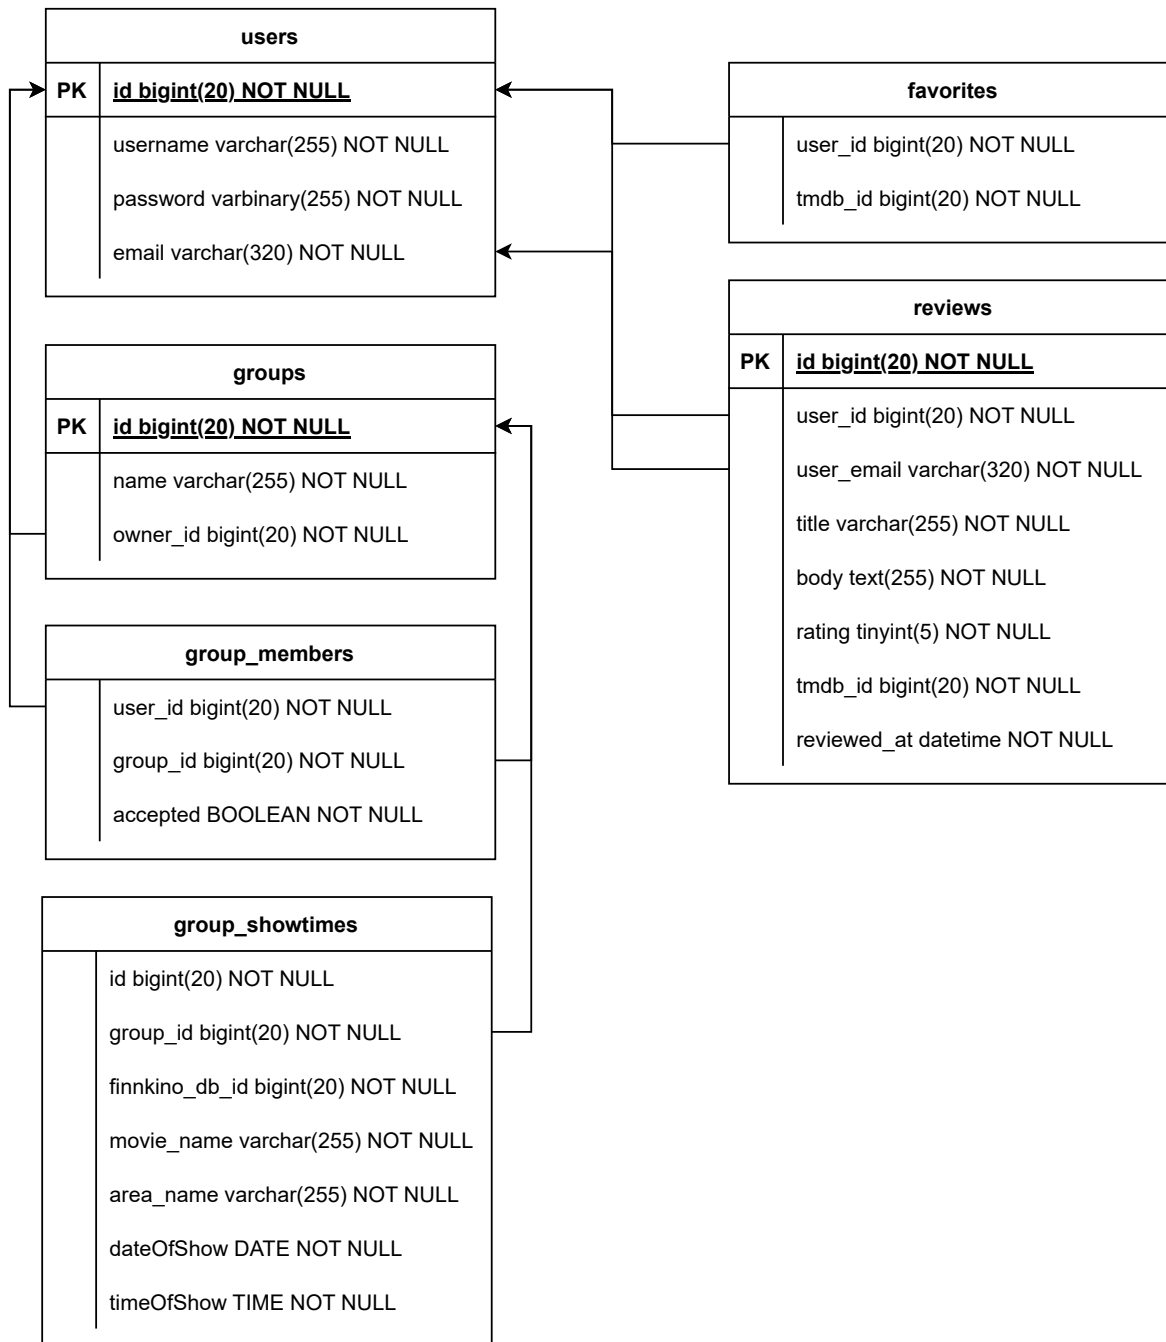 users
PK id bigint(20) NOT NULL
username varchar(255) NOT NULL
password varbinary(255) NOT NULL
email varchar(320) NOT NULL
groups
PK id bigint(20) NOT NULL
name varchar(255) NOT NULL
owner_id bigint(20) NOT NULL
group_members
user_id bigint(20) NOT NULL
group_id bigint(20) NOT NULL
accepted BOOLEAN NOT NULL
group_showtimes
id bigint(20) NOT NULL
group_id bigint(20) NOT NULL
finnkino_db_id bigint(20) NOT NULL
movie_name varchar(255) NOT NULL
area_name varchar(255) NOT NULL
dateOfShow DATE NOT NULL
timeOfShow TIME NOT NULL
favorites
user_id bigint(20) NOT NULL
tmdb_id bigint(20) NOT NULL
reviews
PK id bigint(20) NOT NULL
user_id bigint(20) NOT NULL
user_email varchar(320) NOT NULL
title varchar(255) NOT NULL
body text(255) NOT NULL
rating tinyint(5) NOT NULL
tmdb_id bigint(20) NOT NULL
reviewed_at datetime NOT NULL